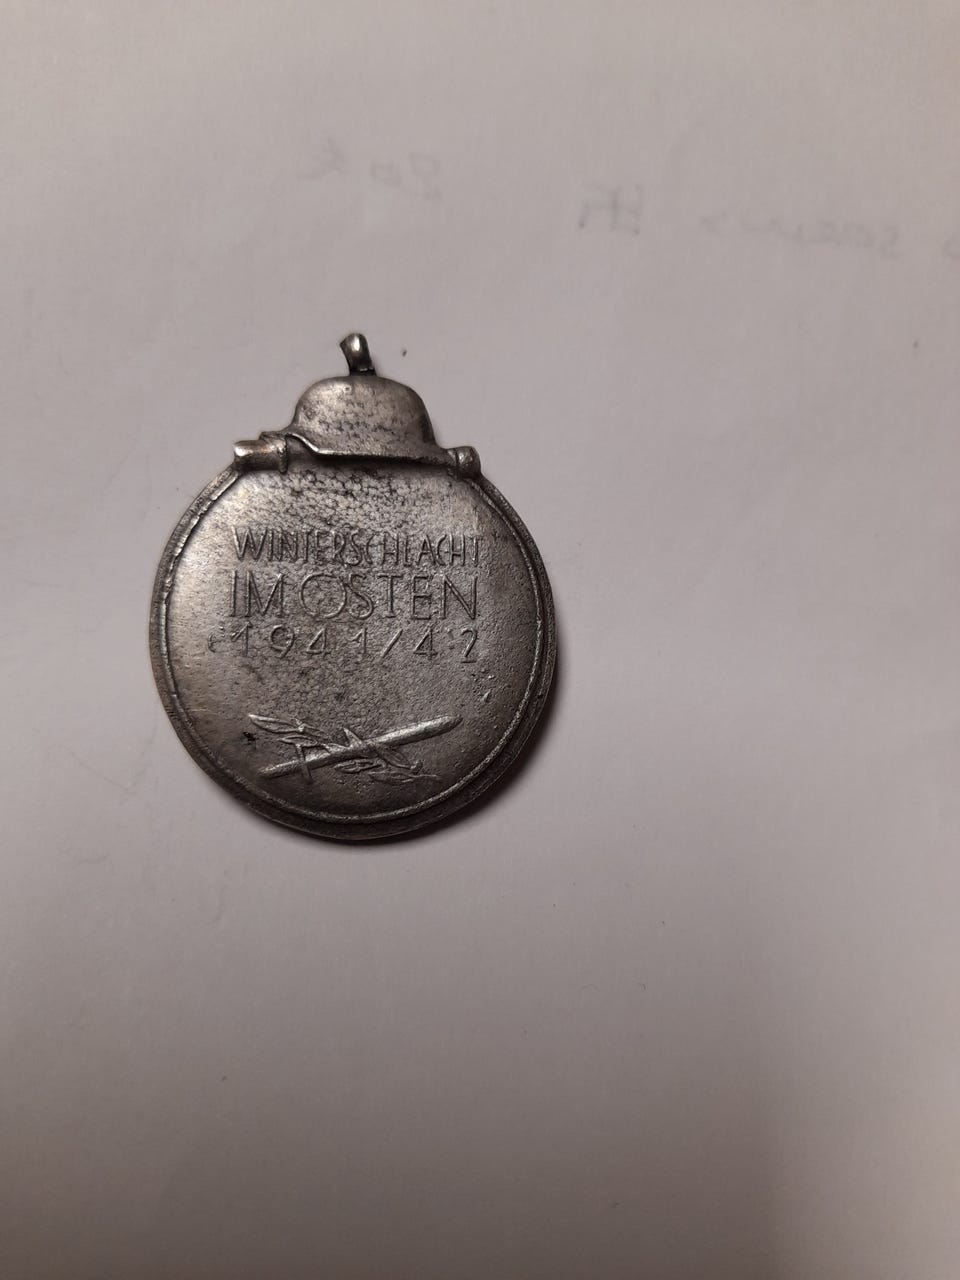 WINTERSCHLACHT
IM OSTEN
1941/42